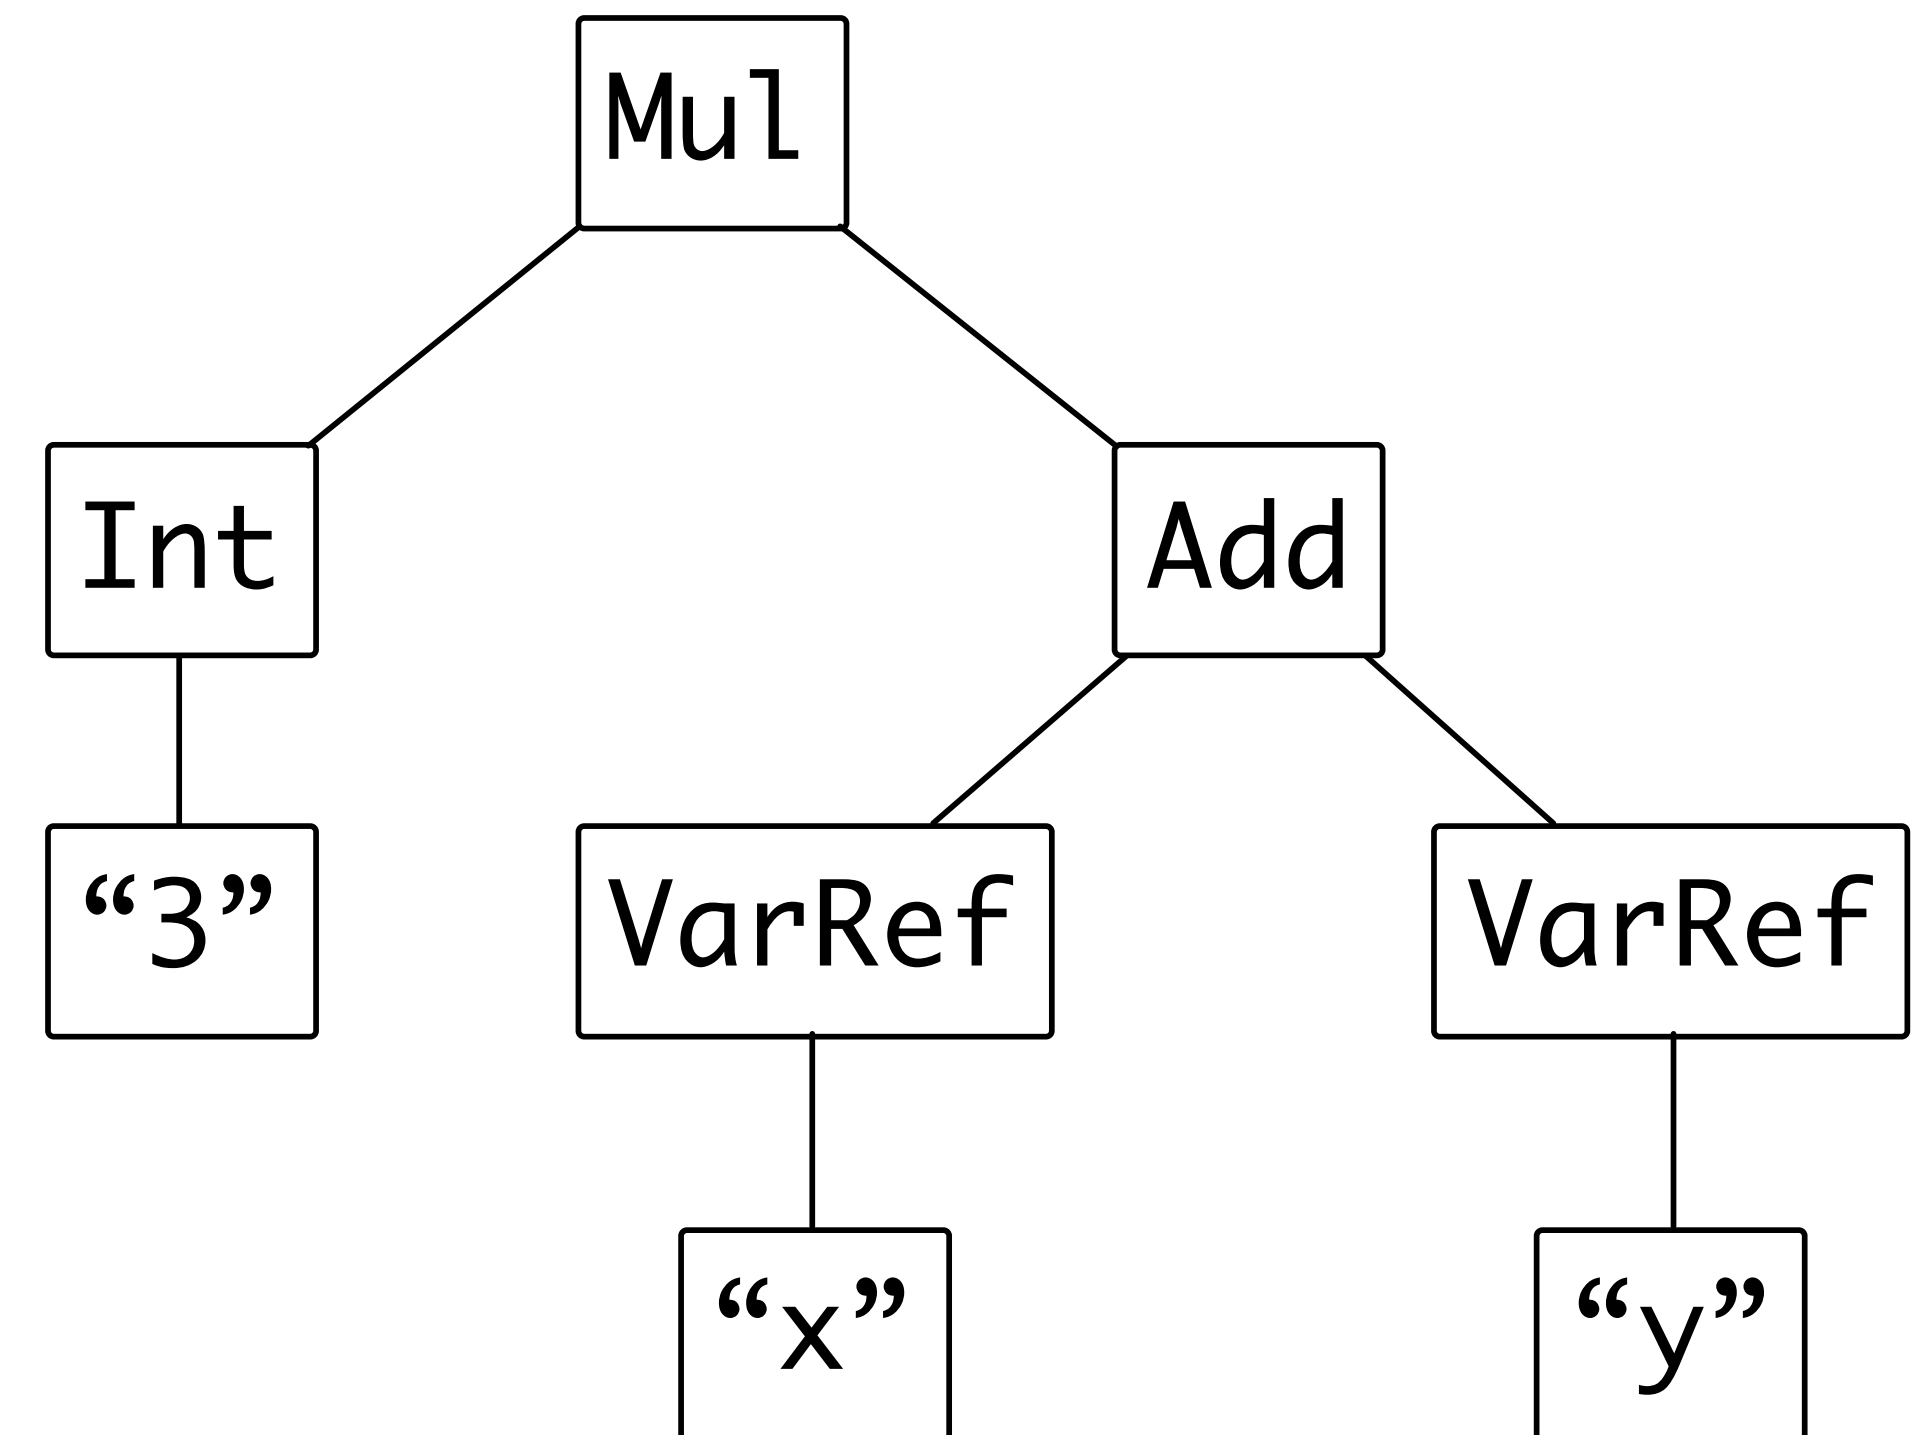 Mul
Int
Add
“3”
VarRef
VarRef
“x”
“y”